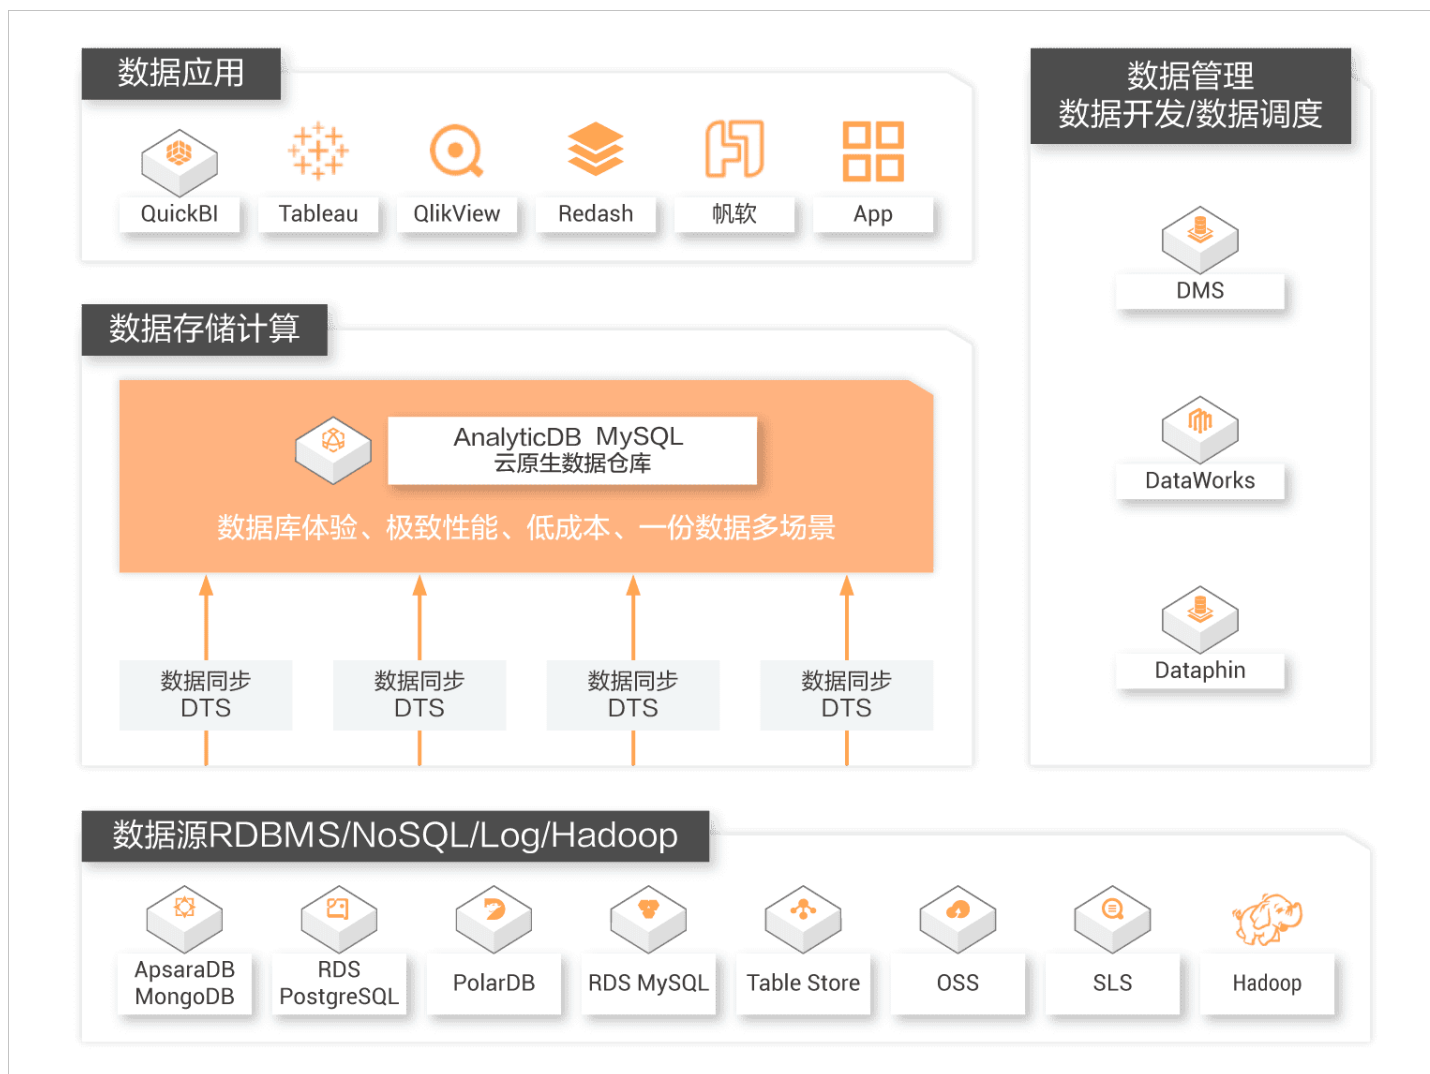 数据应用
QuickBI
Tableau
QlikView
Redash
帆软
App
数据管理
数据开发/数据调度
DMS
DataWorks
Dataphin
数据存储计算
AnalyticDB MySQL
云原生数据仓库
数据库体验、极致性能、低成本、一份数据多场景
数据同步
DTS
数据同步
DTS
数据同步
DTS
数据同步
DTS
数据源RDBMS/NoSQL/Log/Hadoop
ApsaraDB
MongoDB
RDS
PostgreSQL
PolarDB
RDS MySQL
Table Store
OSS
SLS
Hadoop